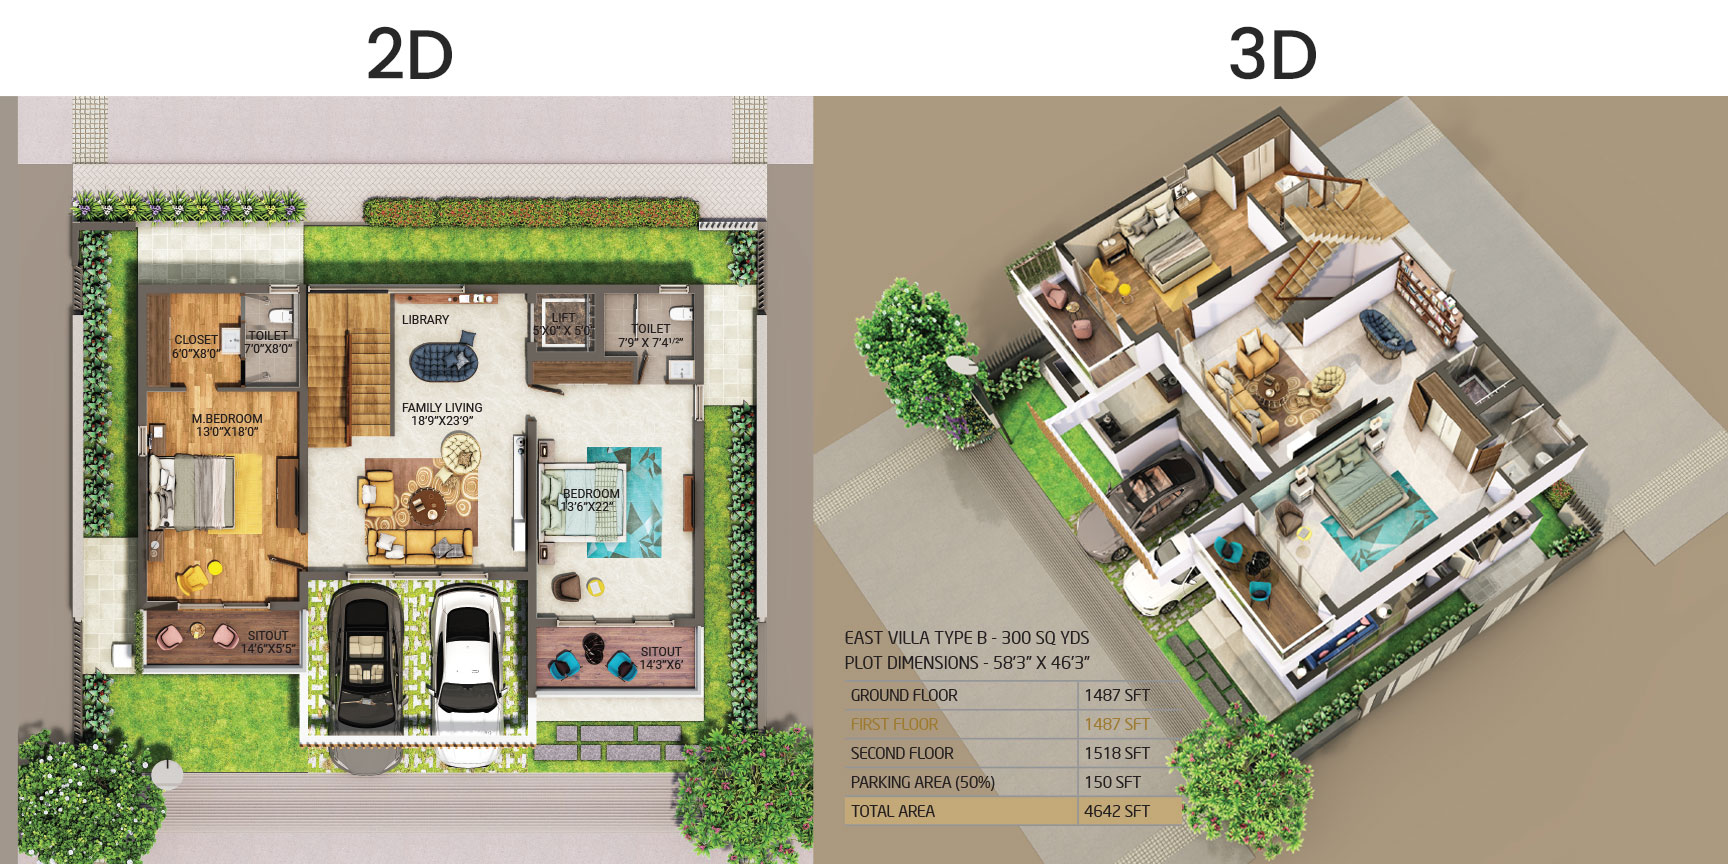 2D
3D
LIBRARY
LIFT
5'X0" X 5'0"
TOILET
7'9" X 7'4½"
CLOSET
6'0"X8'0"
TOILET
7'0"X8'0"
FAMILY LIVING
18'9"X23'9"
M.BEDROOM
13'0"X18'0"
BEDROOM
13'6"X22"
SITOUT
14'6"X5'5"
SITOUT
14'3"X6'
EAST VILLA TYPE B - 300 SQ YDS
PLOT DIMENSIONS - 58'3" X 46'3"
GROUND FLOOR 1487 SFT
FIRST FLOOR 1487 SFT
SECOND FLOOR 1518 SFT
PARKING AREA (50%) 150 SFT
TOTAL AREA 4642 SFT